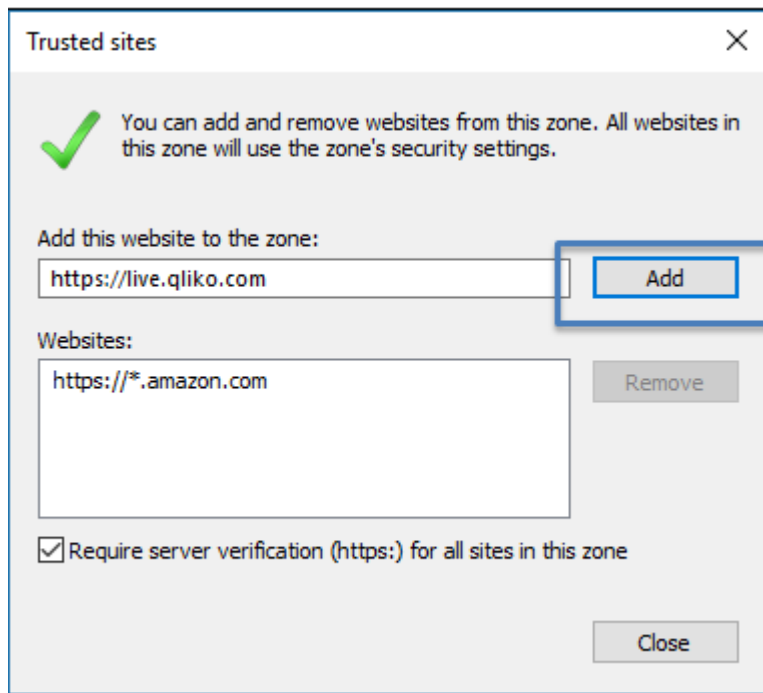 Trusted sites
You can add and remove websites from this zone. All websites in
this zone will use the zone's security settings.
Add this website to the zone:
https://live.qliko.com
Add
Websites:
https://*.amazon.com
Remove
Require server verification (https:) for all sites in this zone
Close